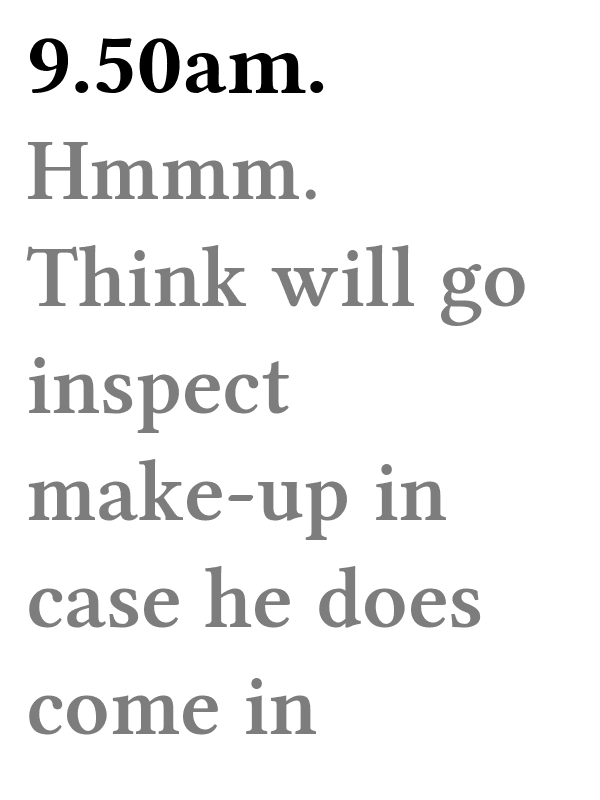 9.50am.
Hmmm.
Think will go
inspect
make-up in
case he does
come in